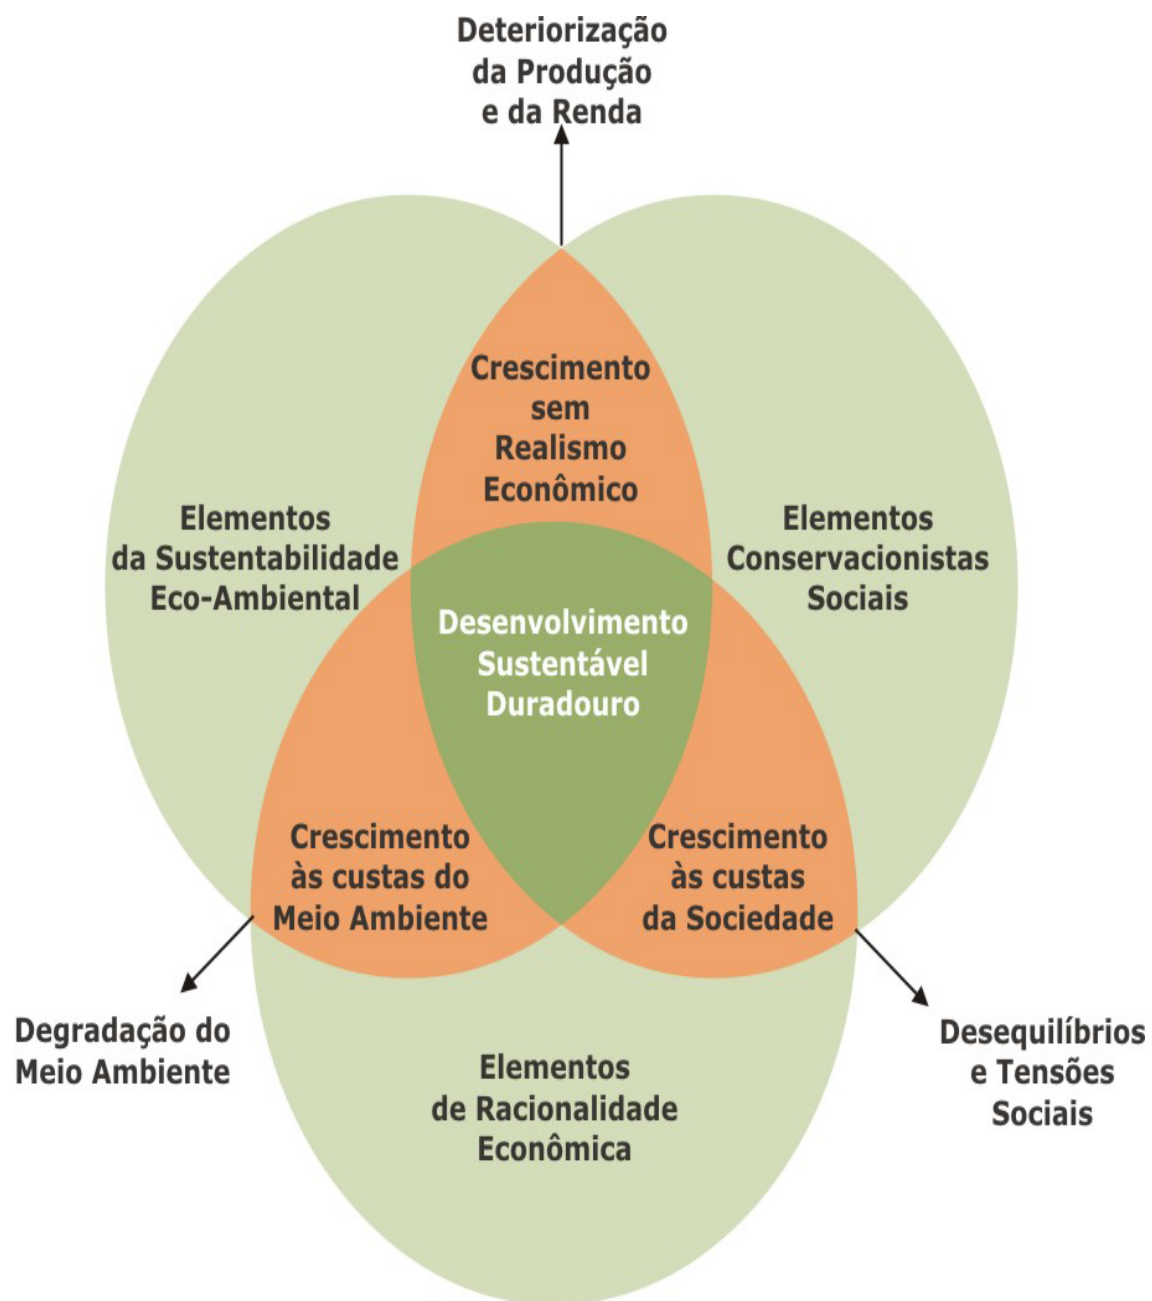 Deteriorização
da Produção
e da Renda
Crescimento
sem
Realismo
Econômico
Elementos
da Sustentabilidade
Eco-Ambiental
Elementos
Conservacionistas
Sociais
Desenvolvimento
Sustentável
Duradouro
Crescimento
às custas do
Meio Ambiente
Crescimento
às custas
da Sociedade
Degradação do
Meio Ambiente
Desequilíbrios
e Tensões
Sociais
Elementos
de Racionalidade
Econômica